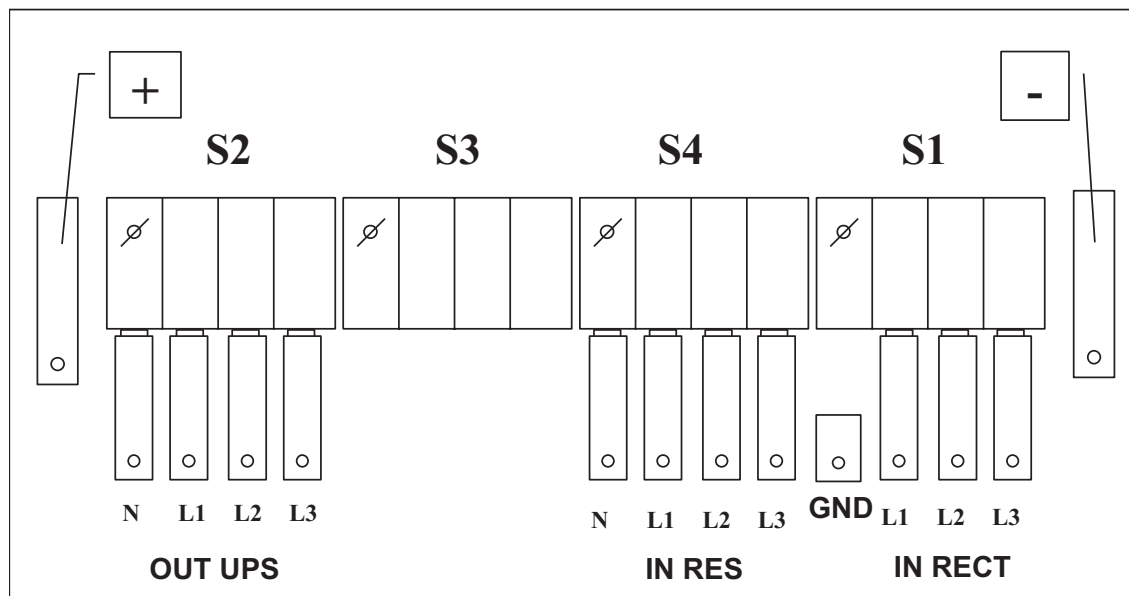 + -
S2 S3 S4 S1
N L1 L2 L3 N L1 L2 L3 GND L1 L2 L3
OUT UPS IN RES IN RECT